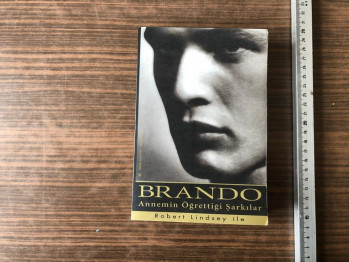 BRANDO
Annemin Öğrettiği Şarkılar
Robert Lindsey ile